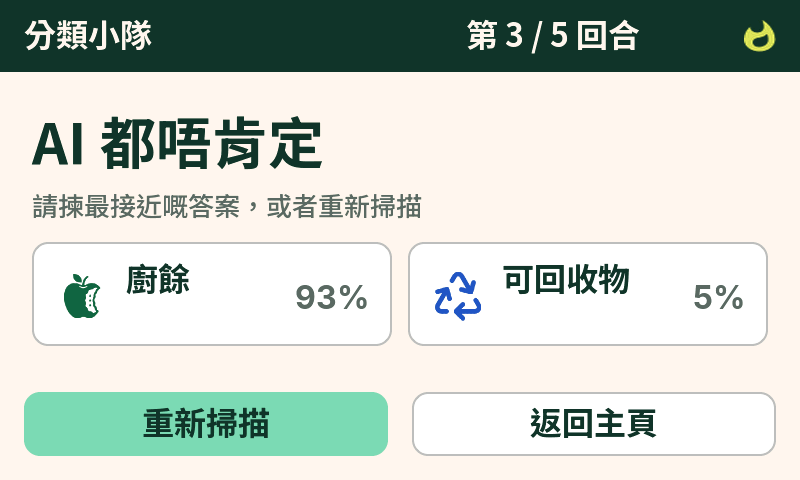 分類小隊
第 3 / 5 回合
AI 都唔肯定
請揀最接近嘅答案，或者重新掃描
廚餘
93%
可回收物
5%
重新掃描
返回主頁